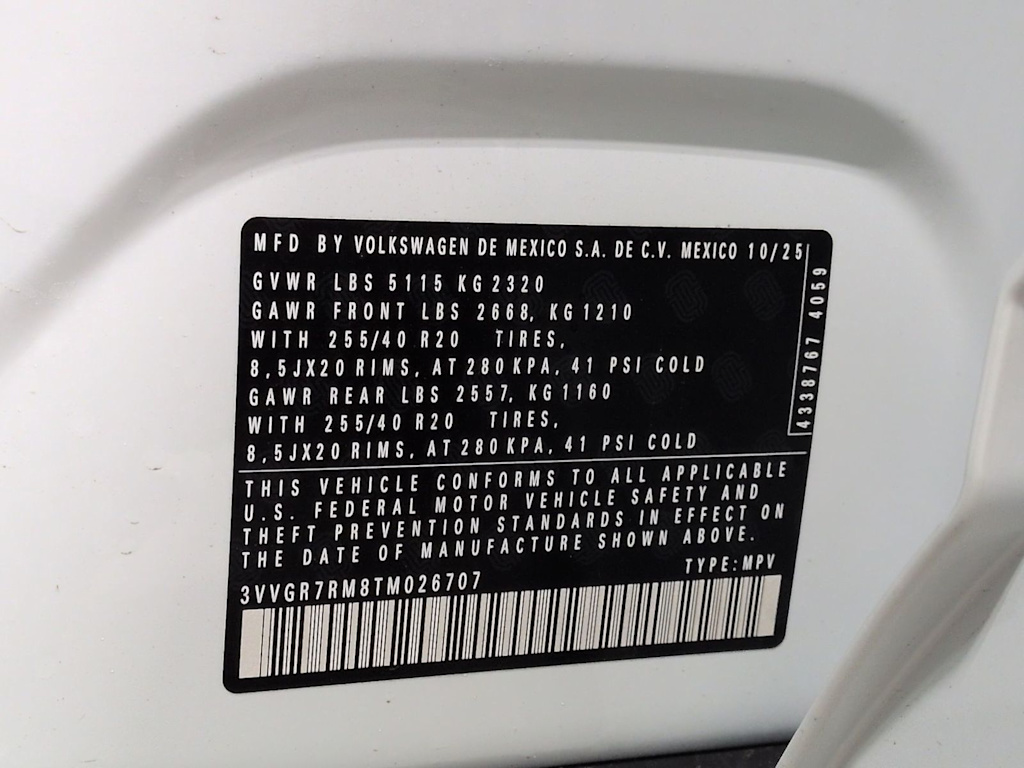 MFD BY VOLKSWAGEN DE MEXICO S.A. DE C.V. MEXICO 10/25
GVWR LBS 5115 KG 2320
GAWR FRONT LBS 2668, KG 1210
WITH 255/40 R20 TIRES,
8,5JX20 RIMS, AT 280 KPA, 41 PSI COLD
GAWR REAR LBS 2557, KG 1160
WITH 255/40 R20 TIRES,
8,5JX20 RIMS, AT 280 KPA, 41 PSI COLD
4338767 4059
THIS VEHICLE CONFORMS TO ALL APPLICABLE
U.S. FEDERAL MOTOR VEHICLE SAFETY AND
THEFT PREVENTION STANDARDS IN EFFECT ON
THE DATE OF MANUFACTURE SHOWN ABOVE.
TYPE: MPV
3VVGR7RM8TM026707